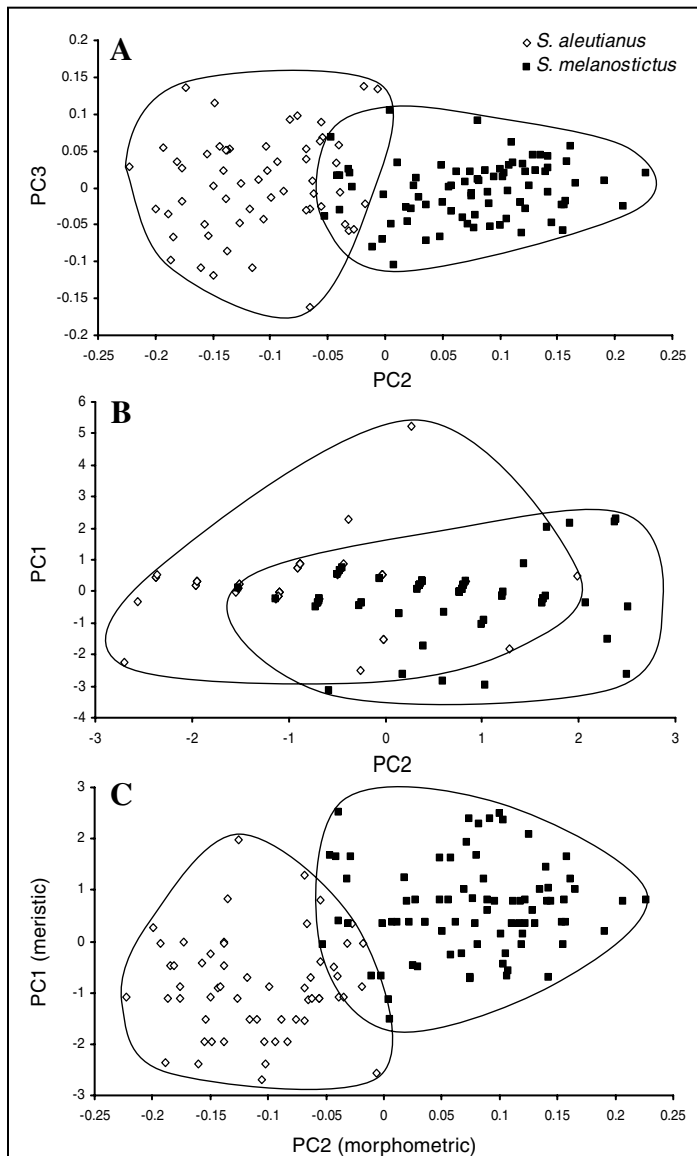 A
◇ S. aleutianus
■ S. melanostictus
0.2
0.15
0.1
0.05
0
-0.05
-0.1
-0.15
-0.2
PC3
-0.25 -0.2 -0.15 -0.1 -0.05 0 0.05 0.1 0.15 0.2 0.25
PC2
B
6
5
4
3
2
1
0
-1
-2
-3
-4
PC1
-3 -2 -1 0 1 2 3
PC2
C
3
2
1
0
-1
-2
-3
PC1 (meristic)
-0.25 -0.2 -0.15 -0.1 -0.05 0 0.05 0.1 0.15 0.2 0.25
PC2 (morphometric)